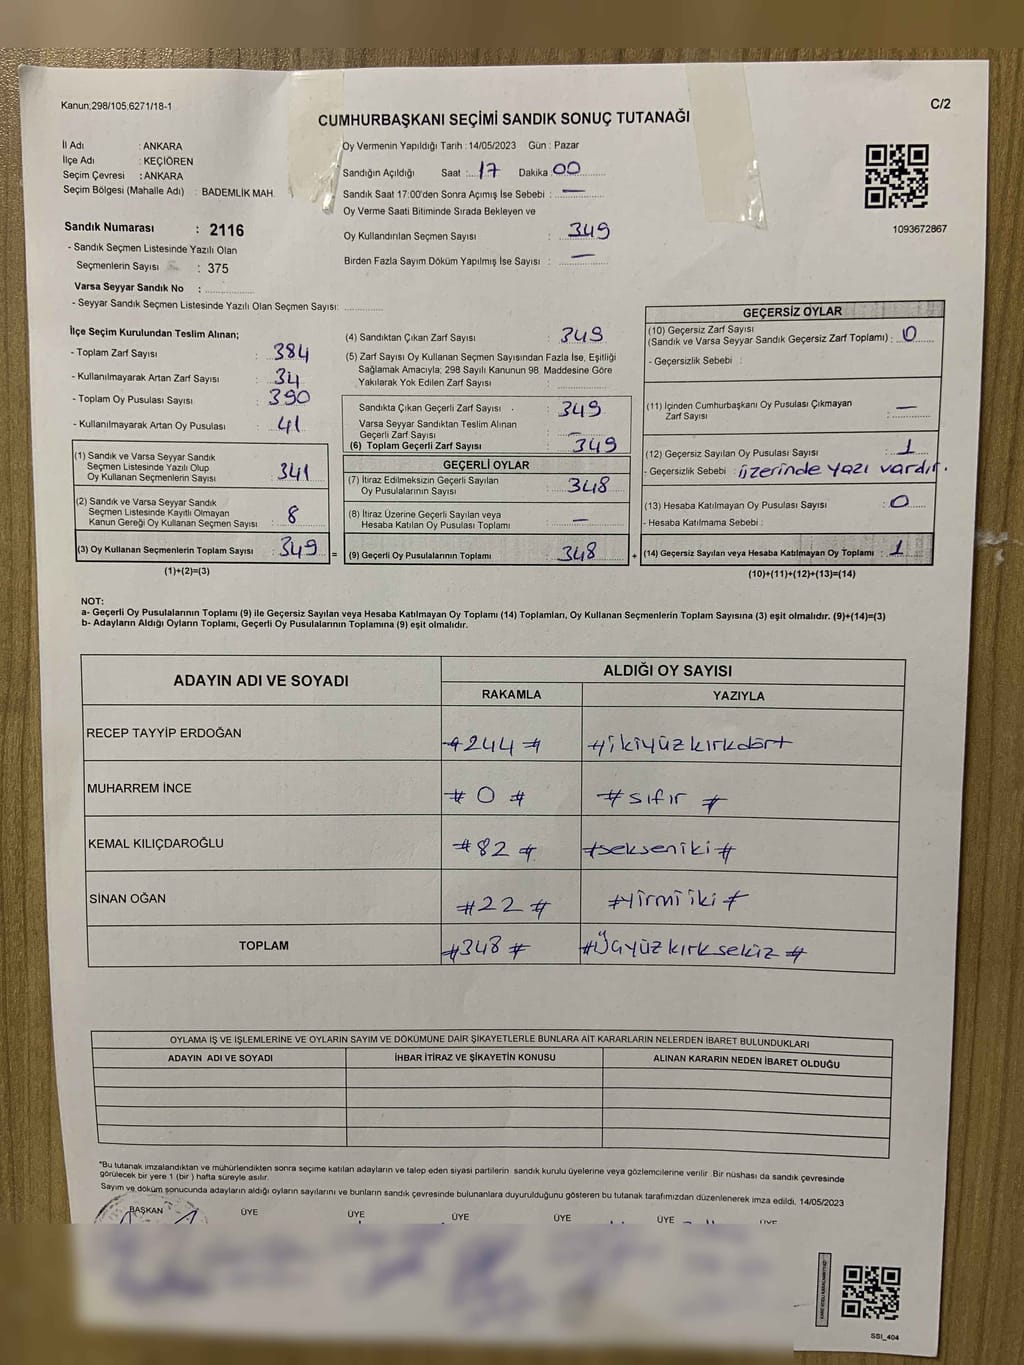 Kanun;298/105;6271/18-1
C/2
CUMHURBAŞKANI SEÇİMİ SANDIK SONUÇ TUTANAĞI
İl Adı : ANKARA
İlçe Adı : KEÇİÖREN
Seçim Çevresi : ANKARA
Seçim Bölgesi (Mahalle Adı) : BADEMLİK MAH.
Sandık Numarası : 2116
- Sandık Seçmen Listesinde Yazılı Olan
Seçmenlerin Sayısı : 375
Varsa Seyyar Sandık No :
- Seyyar Sandık Seçmen Listesinde Yazılı Olan Seçmen Sayısı:
Oy Vermenin Yapıldığı Tarih : 14/05/2023 Gün : Pazar
Sandığın Açıldığı Saat : 17 Dakika : 00
Sandık Saat 17:00'den Sonra Açımış İse Sebebi : —
Oy Verme Saati Bitiminde Sırada Bekleyen ve
Oy Kullandırılan Seçmen Sayısı : 349
Birden Fazla Sayım Döküm Yapılmış İse Sayısı : —
1093672867
İlçe Seçim Kurulundan Teslim Alınan;
- Toplam Zarf Sayısı : 384
- Kullanılmayarak Artan Zarf Sayısı : 34
- Toplam Oy Pusulası Sayısı : 390
- Kullanılmayarak Artan Oy Pusulası : 41
(1) Sandık ve Varsa Seyyar Sandık
Seçmen Listesinde Yazılı Olup
Oy Kullanan Seçmenlerin Sayısı : 341
(2) Sandık ve Varsa Seyyar Sandık
Seçmen Listesinde Kayıtlı Olmayan
Kanun Gereği Oy Kullanan Seçmen Sayısı : 8
(3) Oy Kullanan Seçmenlerin Toplam Sayısı : 349 =
(1)+(2)=(3)
(4) Sandıktan Çıkan Zarf Sayısı : 349
(5) Zarf Sayısı Oy Kullanan Seçmen Sayısından Fazla İse, Eşitliği
Sağlamak Amacıyla; 298 Sayılı Kanunun 98. Maddesine Göre
Yakılarak Yok Edilen Zarf Sayısı :
Sandıkta Çıkan Geçerli Zarf Sayısı : 349
Varsa Seyyar Sandıktan Teslim Alınan
Geçerli Zarf Sayısı : —
(6) Toplam Geçerli Zarf Sayısı : 349
GEÇERLİ OYLAR
(7) İtiraz Edilmeksizin Geçerli Sayılan
Oy Pusulalarının Sayısı : 348
(8) İtiraz Üzerine Geçerli Sayılan veya
Hesaba Katılan Oy Pusulası Toplamı : —
(9) Geçerli Oy Pusulalarının Toplamı : 348 +
GEÇERSİZ OYLAR
(10) Geçersiz Zarf Sayısı
(Sandık ve Varsa Seyyar Sandık Geçersiz Zarf Toplamı) : 0
- Geçersizlik Sebebi :
(11) İçinden Cumhurbaşkanı Oy Pusulası Çıkmayan
Zarf Sayısı : —
(12) Geçersiz Sayılan Oy Pusulası Sayısı : 1
- Geçersizlik Sebebi : üzerinde yazı vardır.
(13) Hesaba Katılmayan Oy Pusulası Sayısı : 0
- Hesaba Katılmama Sebebi :
(14) Geçersiz Sayılan veya Hesaba Katılmayan Oy Toplamı : 1
(10)+(11)+(12)+(13)=(14)
NOT:
a- Geçerli Oy Pusulalarının Toplamı (9) ile Geçersiz Sayılan veya Hesaba Katılmayan Oy Toplamı (14) Toplamları, Oy Kullanan Seçmenlerin Toplam Sayısına (3) eşit olmalıdır. (9)+(14)=(3)
b- Adayların Aldığı Oyların Toplamı, Geçerli Oy Pusulalarının Toplamına (9) eşit olmalıdır.
ADAYIN ADI VE SOYADI
ALDIĞI OY SAYISI
RAKAMLA YAZIYLA
RECEP TAYYİP ERDOĞAN #244# #ikiyüzkırkdört
MUHARREM İNCE #0# #sıfır#
KEMAL KILIÇDAROĞLU #82# #sekseniki#
SİNAN OĞAN #22# #Yirmiiki#
TOPLAM #348# #Üçyüzkırksekiz#
OYLAMA İŞ VE İŞLEMLERİNE VE OYLARIN SAYIM VE DÖKÜMÜNE DAİR ŞİKAYETLERLE BUNLARA AİT KARARLARIN NELERDEN İBARET BULUNDUKLARI
ADAYIN ADI VE SOYADI İHBAR İTİRAZ VE ŞİKAYETİN KONUSU ALINAN KARARIN NEDEN İBARET OLDUĞU
*Bu tutanak imzalandıktan ve mühürlendikten sonra seçime katılan adayların ve talep eden siyasi partilerin sandık kurulu üyelerine veya gözlemcilerine verilir. Bir nüshası da sandık çevresinde
görülecek bir yere 1 (bir) hafta süreyle asılır.
Sayım ve döküm sonucunda adayların aldığı oyların sayılarını ve bunların sandık çevresinde bulunanlara duyurulduğunu gösteren bu tutanak tarafımızdan düzenlenerek imza edildi, 14/05/2023
BAŞKAN ÜYE ÜYE ÜYE ÜYE ÜYE ÜYE
SSI_404